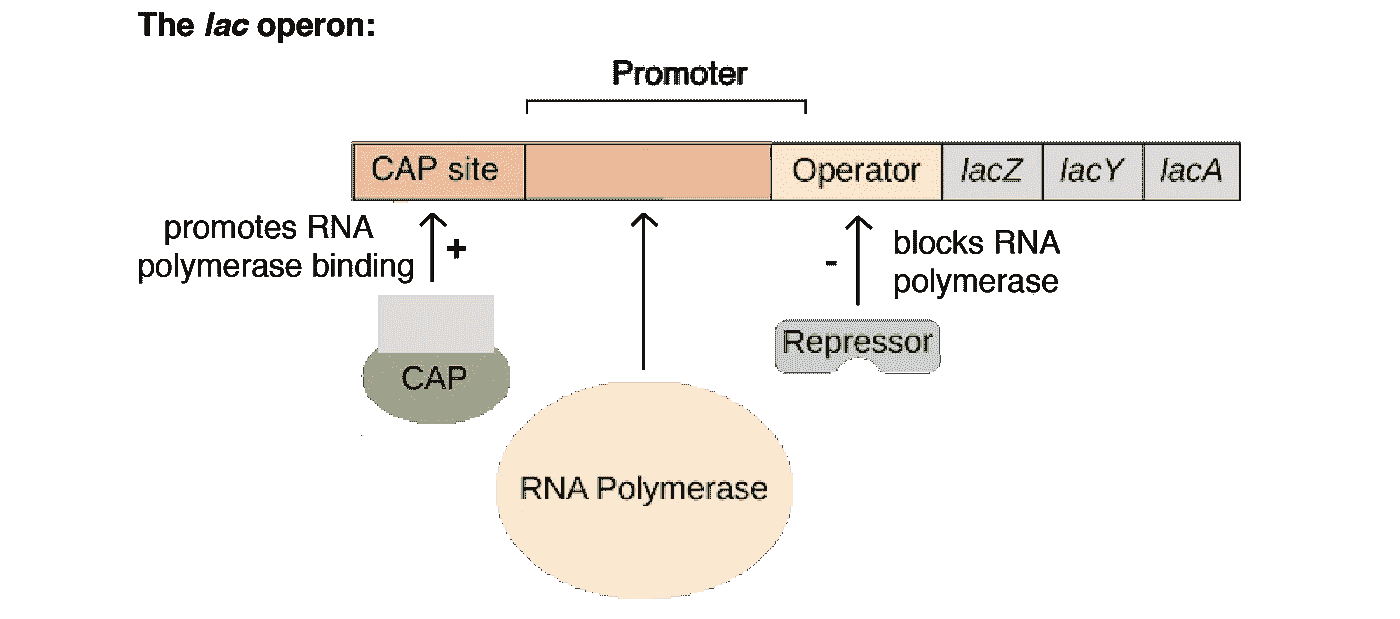 The lac operon:
Promoter
CAP site
Operator
lacZ
lacY
lacA
promotes RNA
polymerase binding
+
-
blocks RNA
polymerase
CAP
Repressor
RNA Polymerase